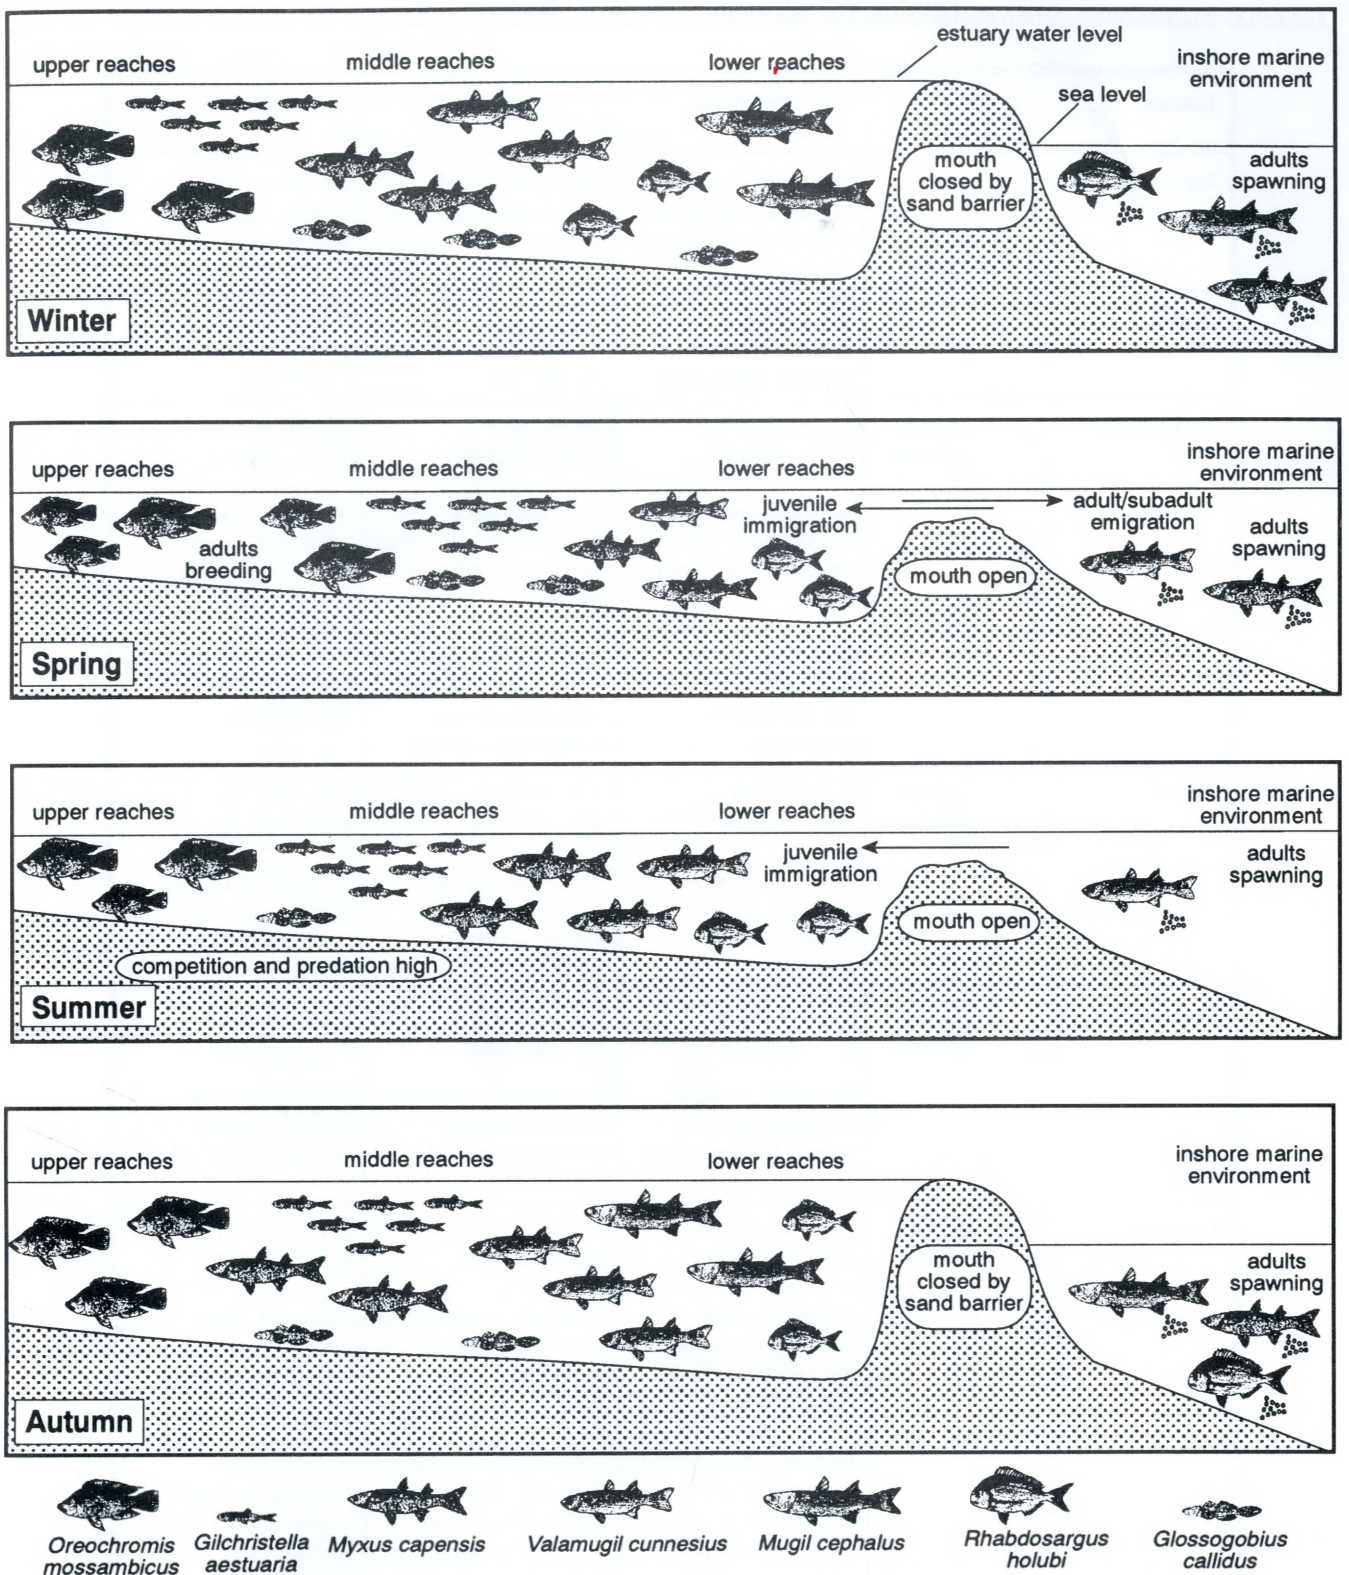 estuary water level
upper reaches
middle reaches
lower reaches
inshore marine
environment
sea level
mouth
closed by
sand barrier
adults
spawning
Winter
upper reaches
middle reaches
lower reaches
inshore marine
environment
juvenile
immigration
adult/subadult
emigration
adults
spawning
adults
breeding
mouth open
Spring
upper reaches
middle reaches
lower reaches
inshore marine
environment
juvenile
immigration
adults
spawning
mouth open
competition and predation high
Summer
upper reaches
middle reaches
lower reaches
inshore marine
environment
mouth
closed by
sand barrier
adults
spawning
Autumn
Oreochromis
mossambicus
Gilchristella
aestuaria
Myxus capensis
Valamugil cunnesius
Mugil cephalus
Rhabdosargus
holubi
Glossogobius
callidus